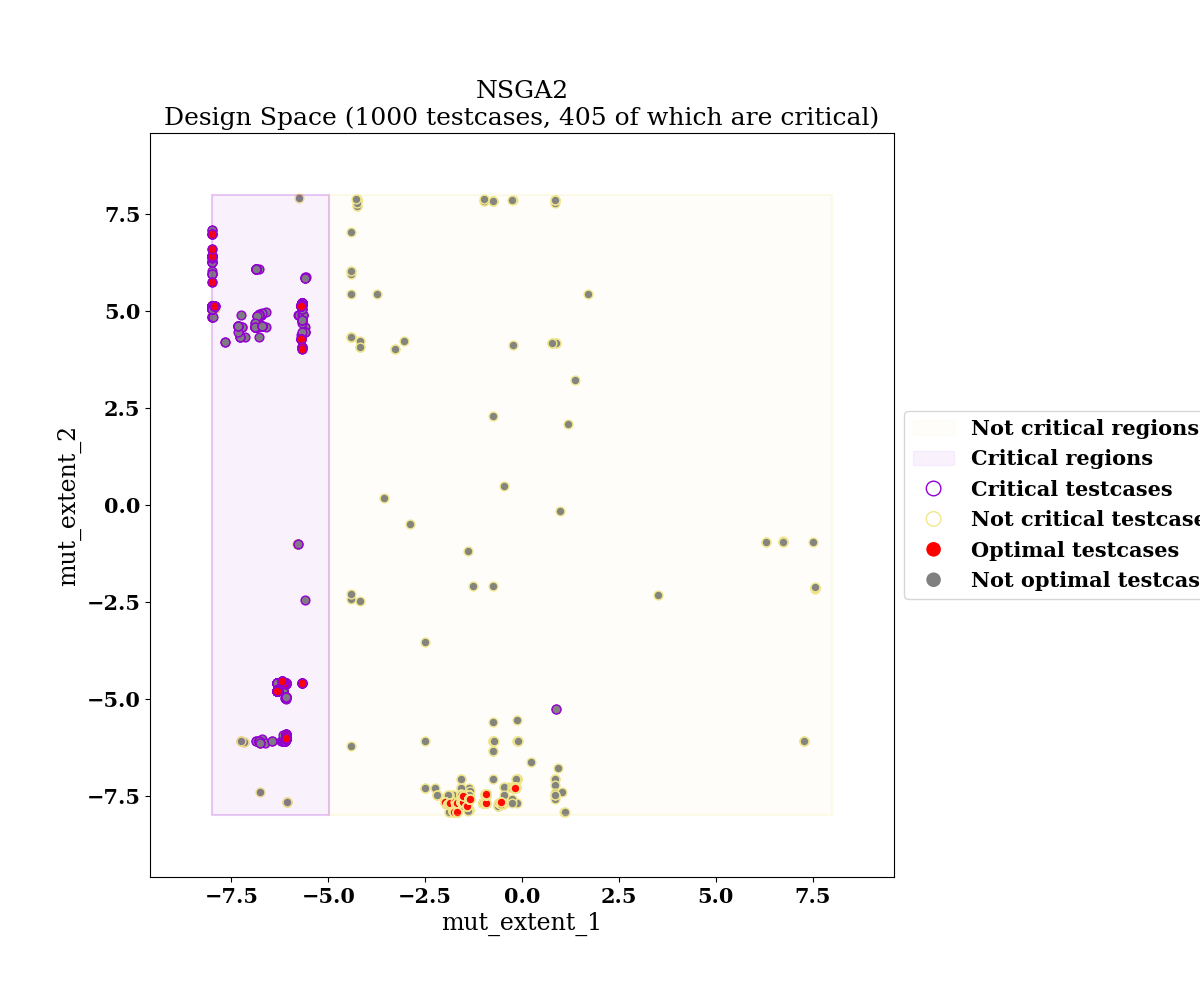 NSGA2
Design Space (1000 testcases, 405 of which are critical)
7.5
5.0
2.5
0.0
−2.5
−5.0
−7.5
mut_extent_2
−7.5 −5.0 −2.5 0.0 2.5 5.0 7.5
mut_extent_1
Not critical regions
Critical regions
Critical testcases
Not critical testcase
Optimal testcases
Not optimal testcas